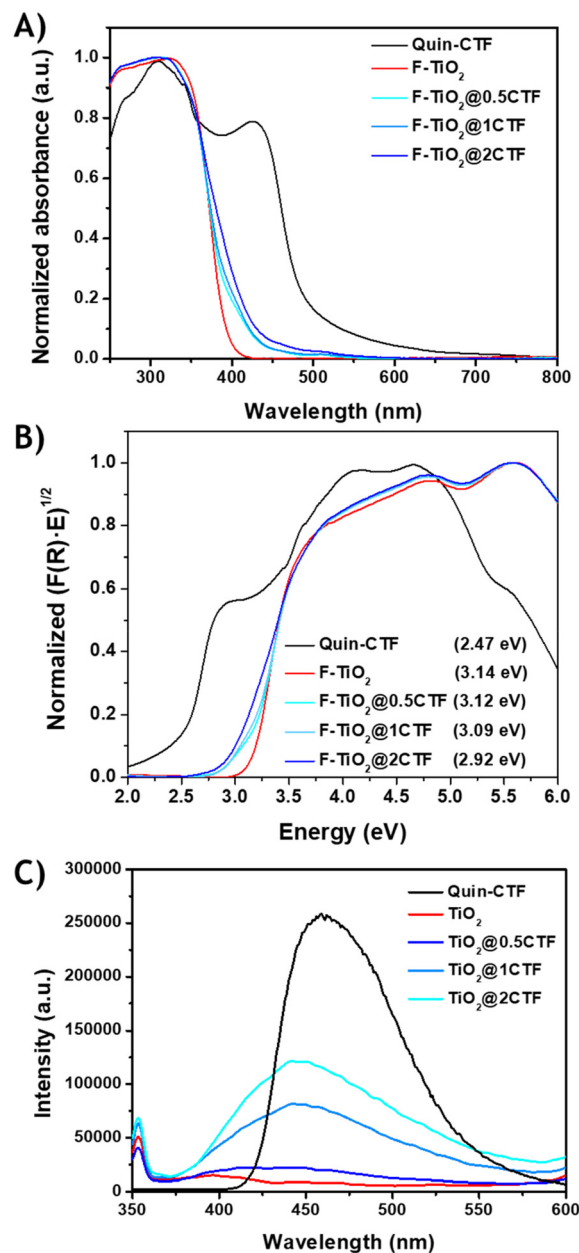 A)
Normalized absorbance (a.u.)
1.0
0.8
0.6
0.4
0.2
0.0
Quin-CTF
F-TiO₂
F-TiO₂@0.5CTF
F-TiO₂@1CTF
F-TiO₂@2CTF
300 400 500 600 700 800
Wavelength (nm)
B)
Normalized (F(R)·E)^1/2
1.0
0.8
0.6
0.4
0.2
0.0
Quin-CTF (2.47 eV)
F-TiO₂ (3.14 eV)
F-TiO₂@0.5CTF (3.12 eV)
F-TiO₂@1CTF (3.09 eV)
F-TiO₂@2CTF (2.92 eV)
2.0 2.5 3.0 3.5 4.0 4.5 5.0 5.5 6.0
Energy (eV)
C)
Intensity (a.u.)
300000
250000
200000
150000
100000
50000
0
Quin-CTF
TiO₂
TiO₂@0.5CTF
TiO₂@1CTF
TiO₂@2CTF
350 400 450 500 550 600
Wavelength (nm)